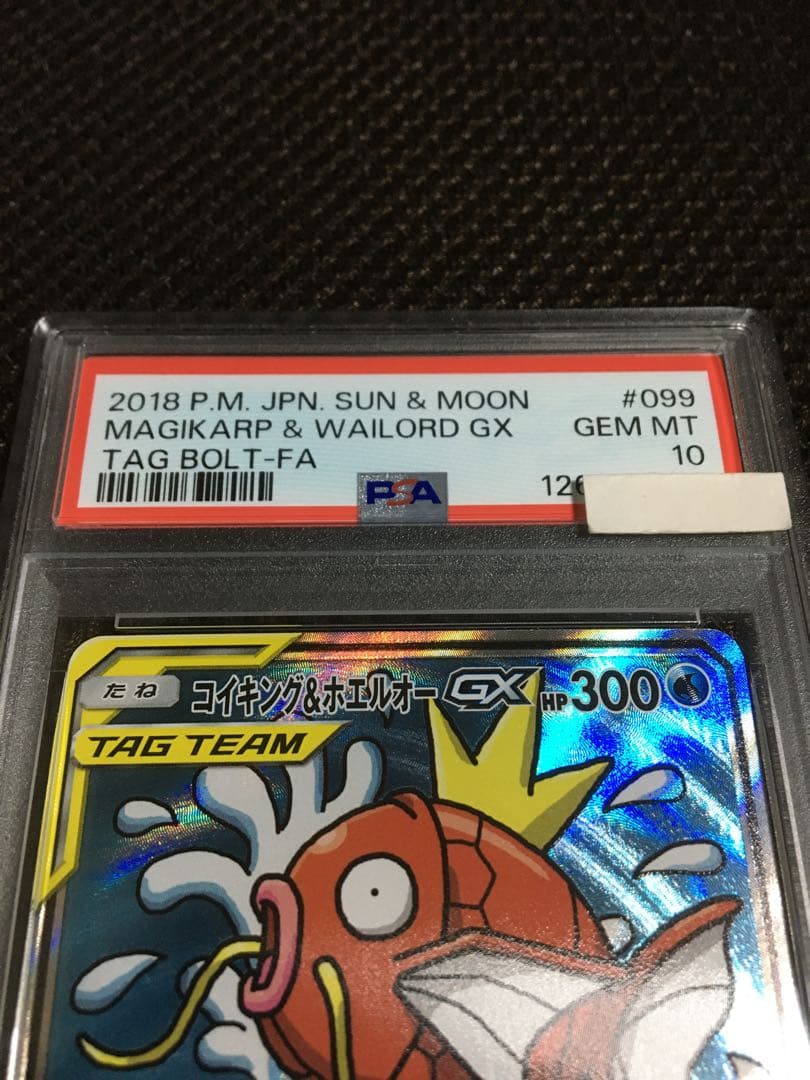 2018 P.M. JPN. SUN & MOON #099
MAGIKARP & WAILORD GX GEM MT
TAG BOLT-FA 10
PSA 126
たね コイキング&ホエルオー GX HP 300
TAG TEAM